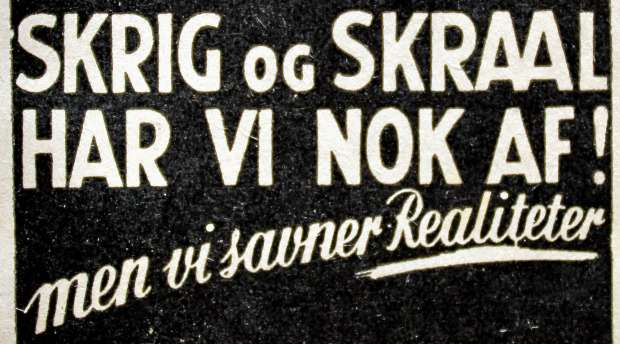 SKRIG OG SKRAAL
HAR VI NOK AF!
men vi savner Realiteter